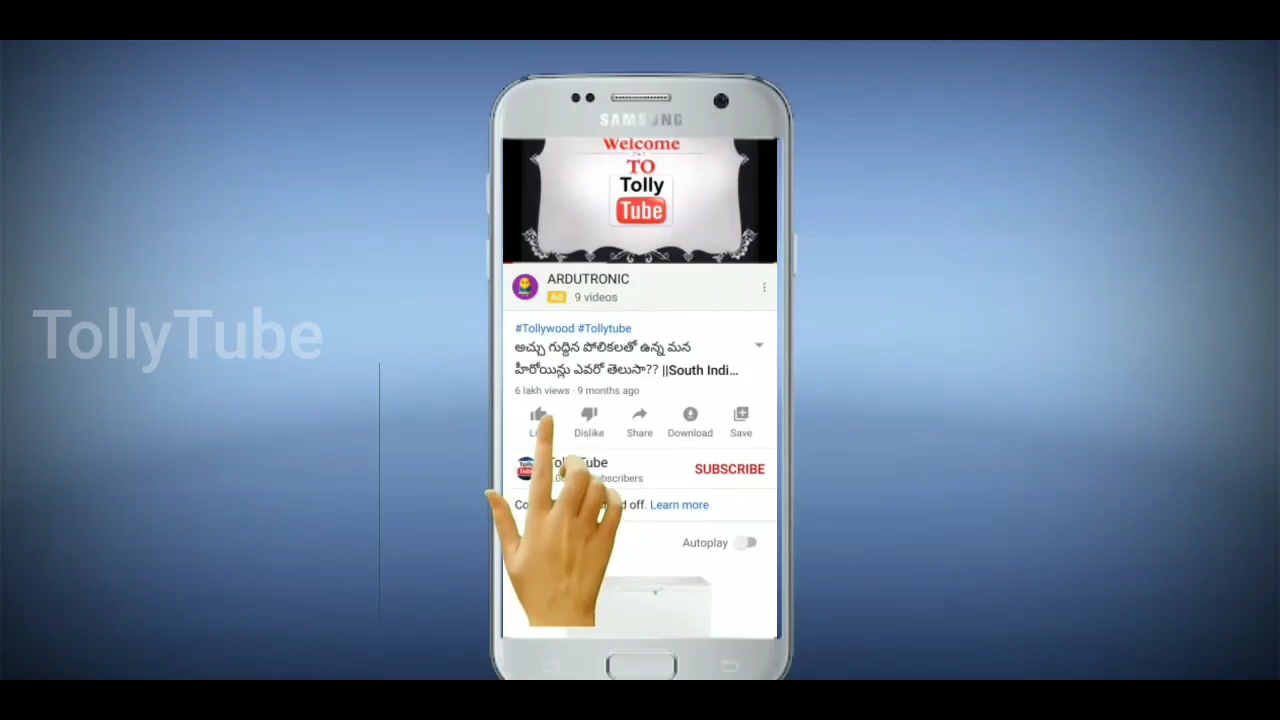 SAMSUNG
Welcome
TO
Tolly
Tube
ARDUTRONIC
Ad 9 videos
#Tollywood #Tollytube
అచ్చు గుద్దిన పోలికలతో ఉన్న మన
హీరోయిన్లు ఎవరో తెలుసా?? ||South Indi...
6 lakh views · 9 months ago
Dislike Share Download Save
SUBSCRIBE
off. Learn more
Autoplay
TollyTube